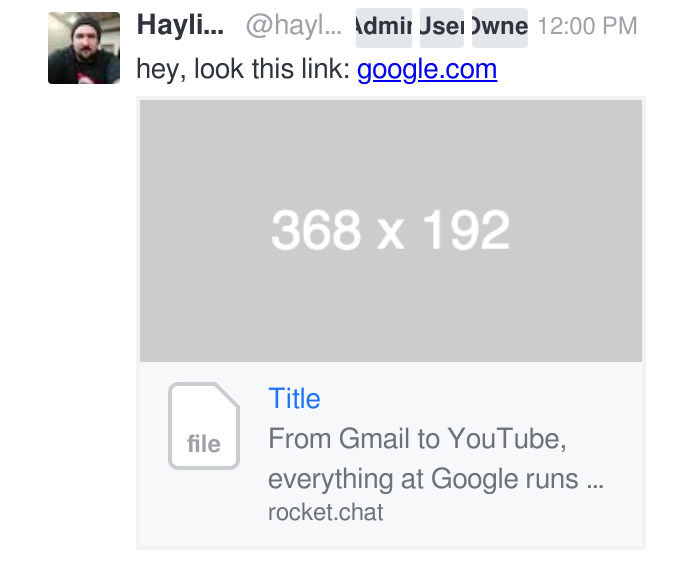 Hayli... @hayl... Admin User Owne 12:00 PM
hey, look this link: google.com
368 x 192
file
Title
From Gmail to YouTube,
everything at Google runs ...
rocket.chat